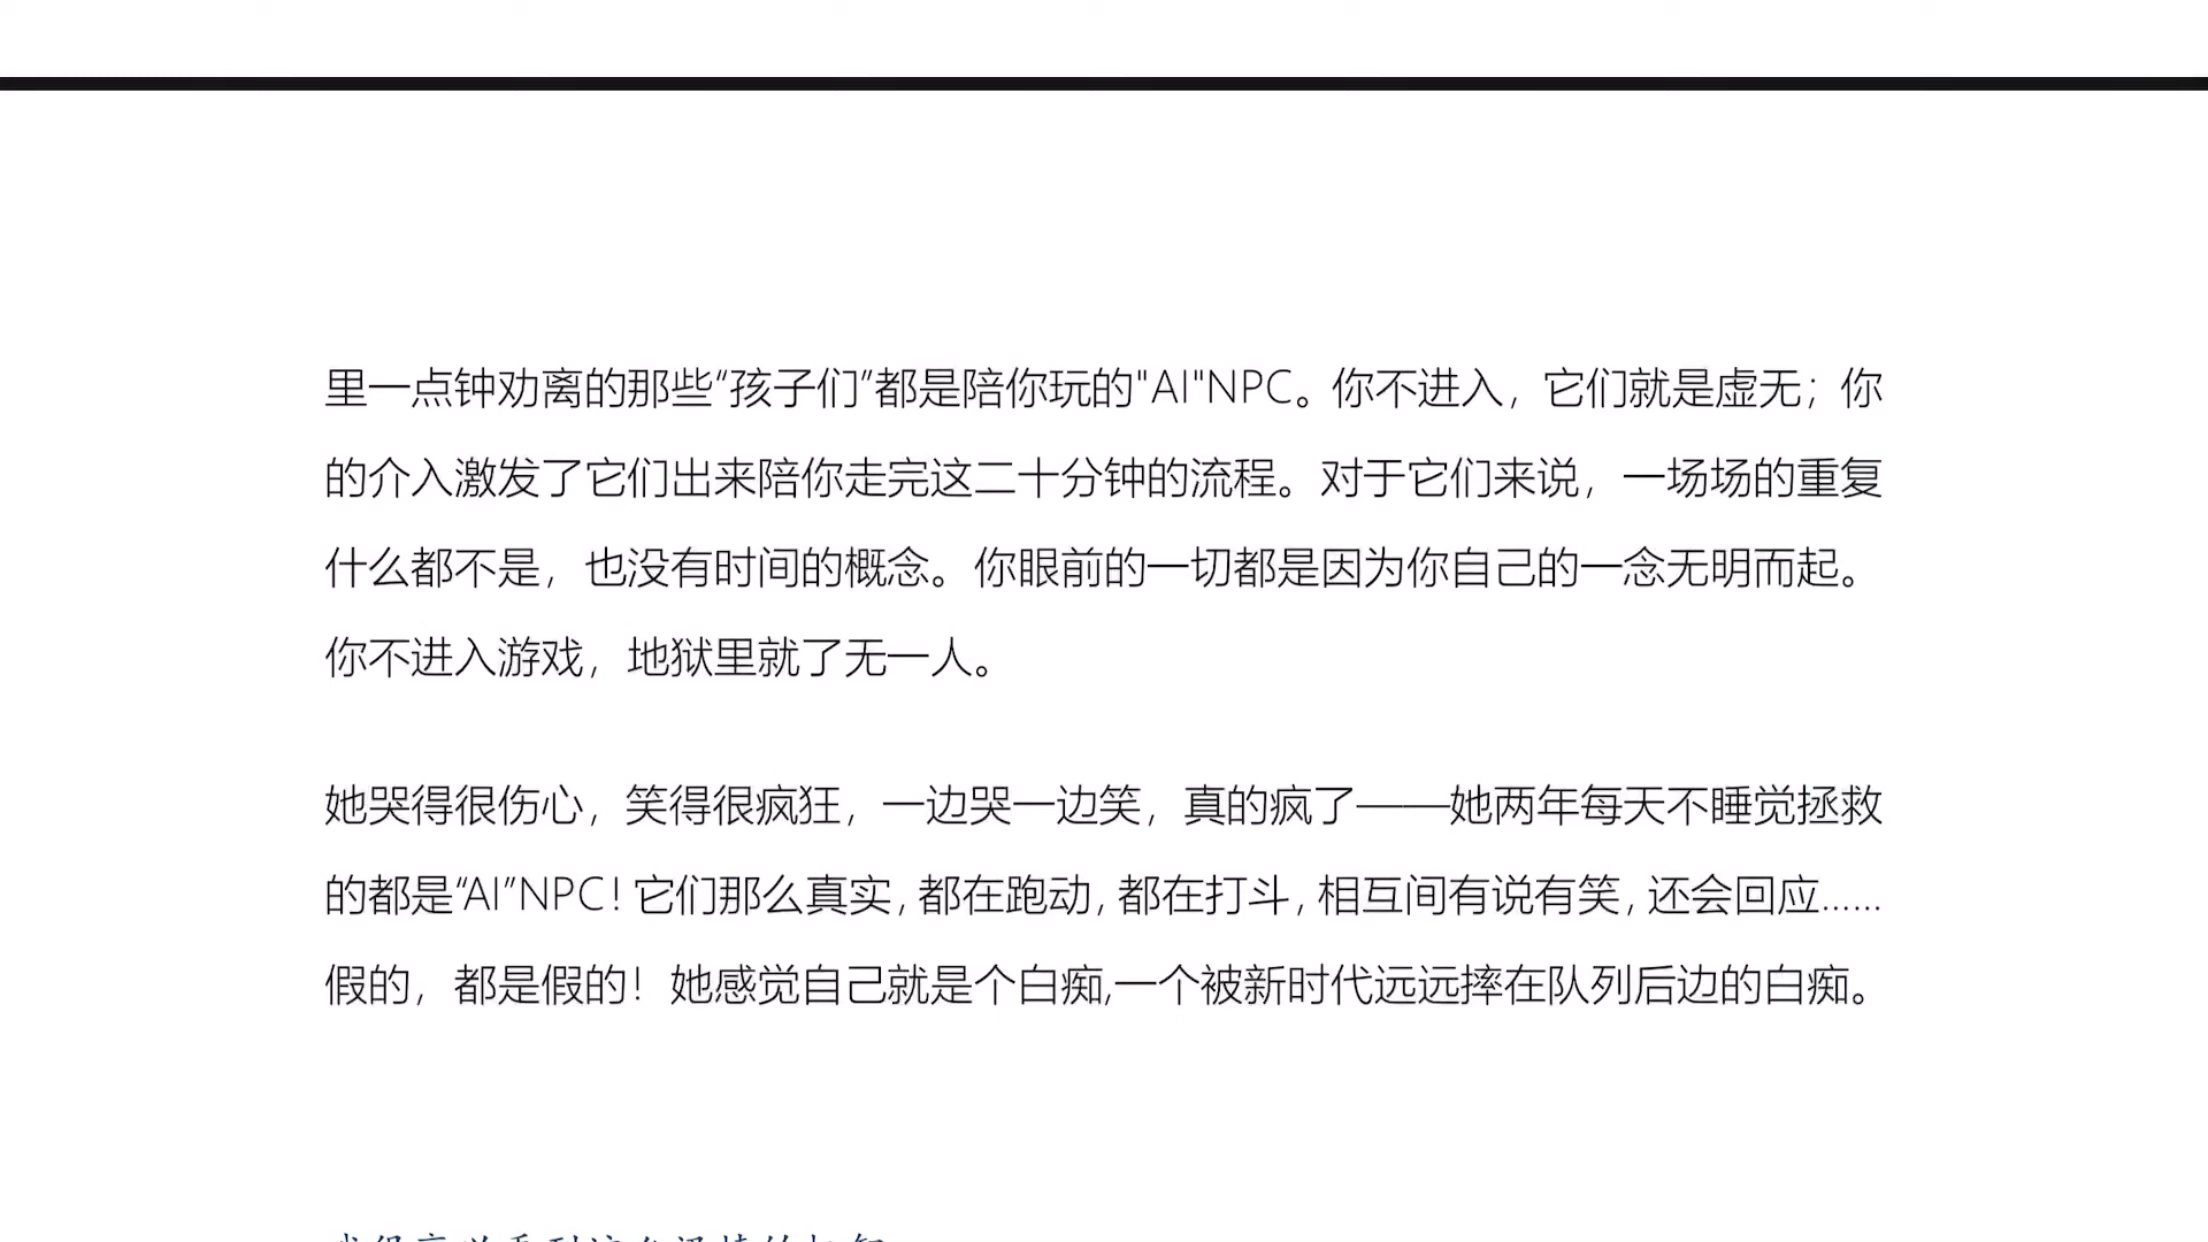 里一点钟劝离的那些“孩子们”都是陪你玩的"AI"NPC。你不进入，它们就是虚无；你
的介入激发了它们出来陪你走完这二十分钟的流程。对于它们来说，一场场的重复
什么都不是，也没有时间的概念。你眼前的一切都是因为你自己的一念无明而起。
你不进入游戏，地狱里就了无一人。
她哭得很伤心，笑得很疯狂，一边哭一边笑，真的疯了——她两年每天不睡觉拯救
的都是“AI”NPC！它们那么真实，都在跑动，都在打斗，相互间有说有笑，还会回应……
假的，都是假的！她感觉自己就是个白痴,一个被新时代远远摔在队列后边的白痴。